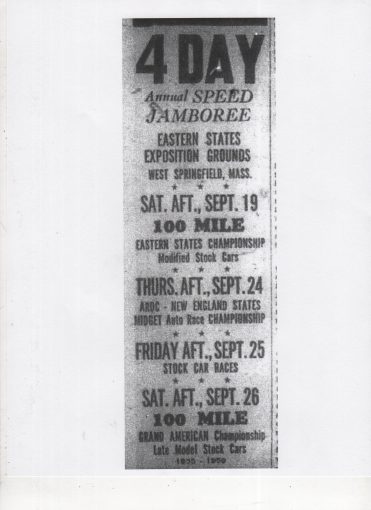 4 DAY
Annual SPEED
JAMBOREE
EASTERN STATES
EXPOSITION GROUNDS
WEST SPRINGFIELD, MASS.
★ ★ ★
SAT. AFT., SEPT. 19
100 MILE
EASTERN STATES CHAMPIONSHIP
Modified Stock Cars
★ ★ ★
THURS. AFT., SEPT. 24
ARDC - NEW ENGLAND STATES
MIDGET Auto Race CHAMPIONSHIP
★ ★ ★
FRIDAY AFT., SEPT. 25
STOCK CAR RACES
★ ★ ★
SAT. AFT., SEPT. 26
100 MILE
GRAND AMERICAN Championship
Late Model Stock Cars